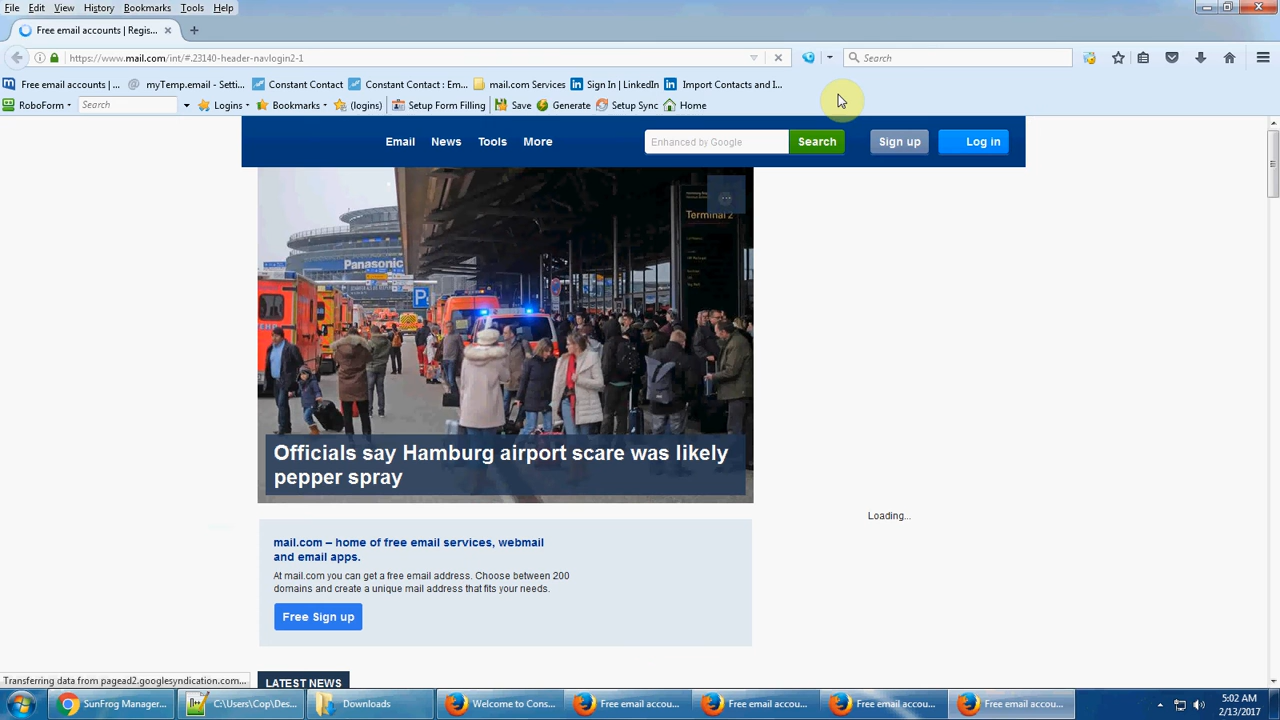 File Edit View History Bookmarks Tools Help
Free email accounts | Regis...
https://www.mail.com/int/#.23140-header-navlogin2-1
Search
Free email accounts | ... myTemp.email - Setti... Constant Contact Constant Contact : Em... mail.com Services Sign In | LinkedIn Import Contacts and I...
RoboForm Search Logins Bookmarks (logins) Setup Form Filling Save Generate Setup Sync Home
Email News Tools More Enhanced by Google Search Sign up Log in
Terminal 2
Panasonic
P
Officials say Hamburg airport scare was likely
pepper spray
Loading...
mail.com – home of free email services, webmail
and email apps.
At mail.com you can get a free email address. Choose between 200
domains and create a unique mail address that fits your needs.
Free Sign up
LATEST NEWS
Transferring data from pagead2.googlesyndication.com...
SunFrog Manager... C:\Users\Cop\Des... Downloads Welcome to Cons... Free email accou... Free email accou... Free email accou... Free email accou...
5:02 AM
2/13/2017